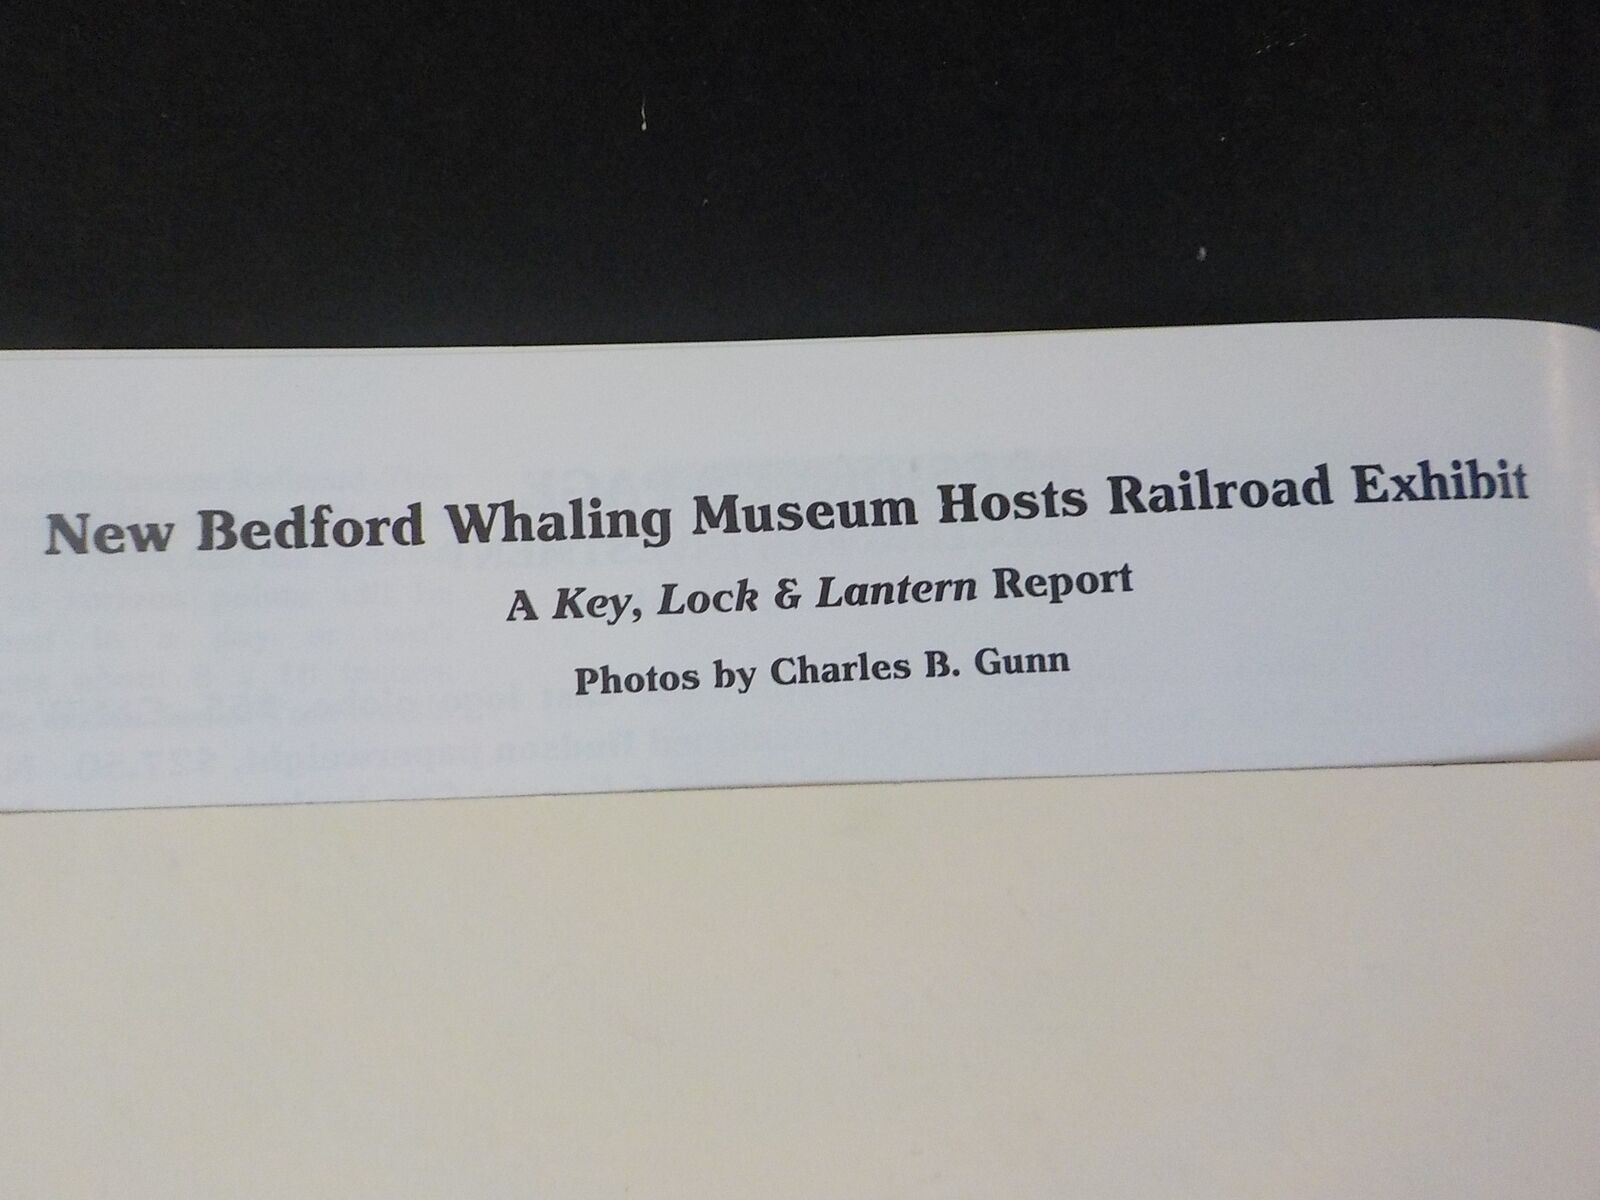 New Bedford Whaling Museum Hosts Railroad Exhibit
A Key, Lock & Lantern Report
Photos by Charles B. Gunn